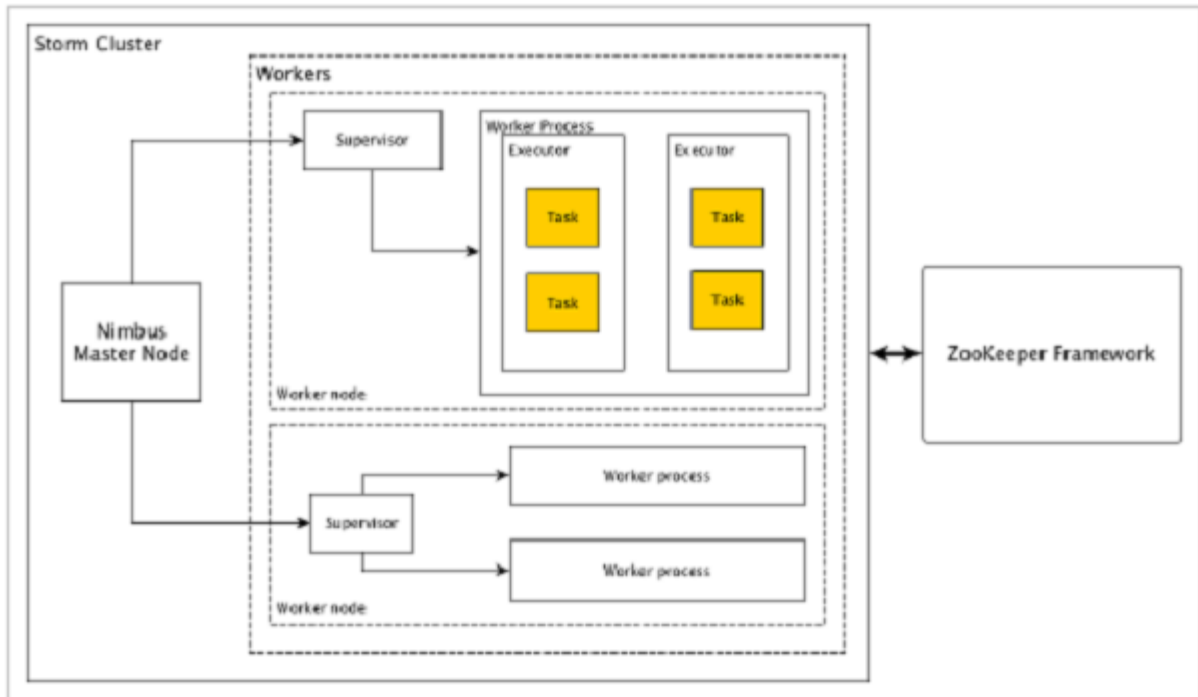 Storm Cluster
Workers
Supervisor
Worker Process
Executor
Executor
Task
Task
Task
Task
Nimbus
Master Node
ZooKeeper Framework
Worker node
Worker process
Supervisor
Worker process
Worker node